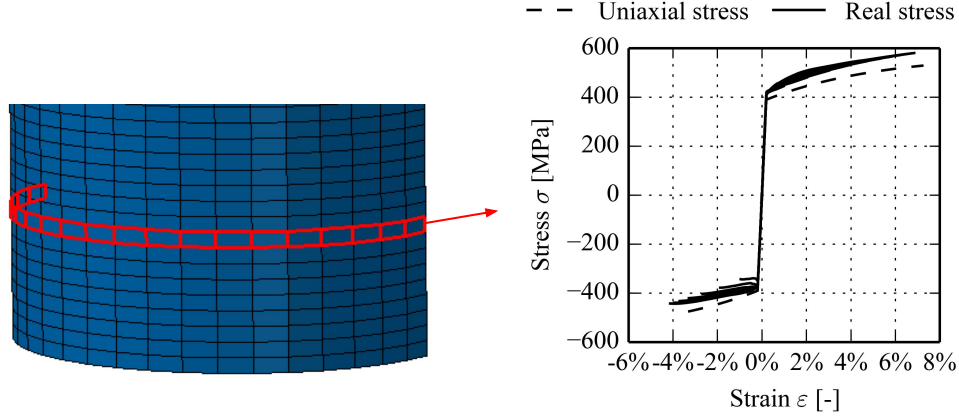 Uniaxial stress Real stress
600
400
200
0
−200
−400
−600
-6% -4% -2% 0% 2% 4% 6% 8%
Stress σ [MPa]
Strain ε [-]